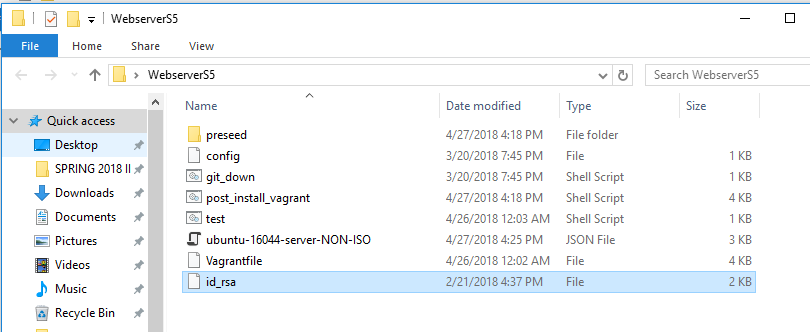 WebserverS5
File Home Share View
WebserverS5 Search WebserverS5
Name Date modified Type Size
Quick access
Desktop
SPRING 2018 II
Downloads
Documents
Pictures
Videos
Music
Recycle Bin
preseed 4/27/2018 4:18 PM File folder
config 3/20/2018 7:45 PM File 1 KB
git_down 3/20/2018 7:45 PM Shell Script 1 KB
post_install_vagrant 4/27/2018 4:18 PM Shell Script 4 KB
test 4/26/2018 12:03 AM Shell Script 1 KB
ubuntu-16044-server-NON-ISO 4/27/2018 4:25 PM JSON File 3 KB
Vagrantfile 4/26/2018 12:02 AM File 4 KB
id_rsa 2/21/2018 4:37 PM File 2 KB